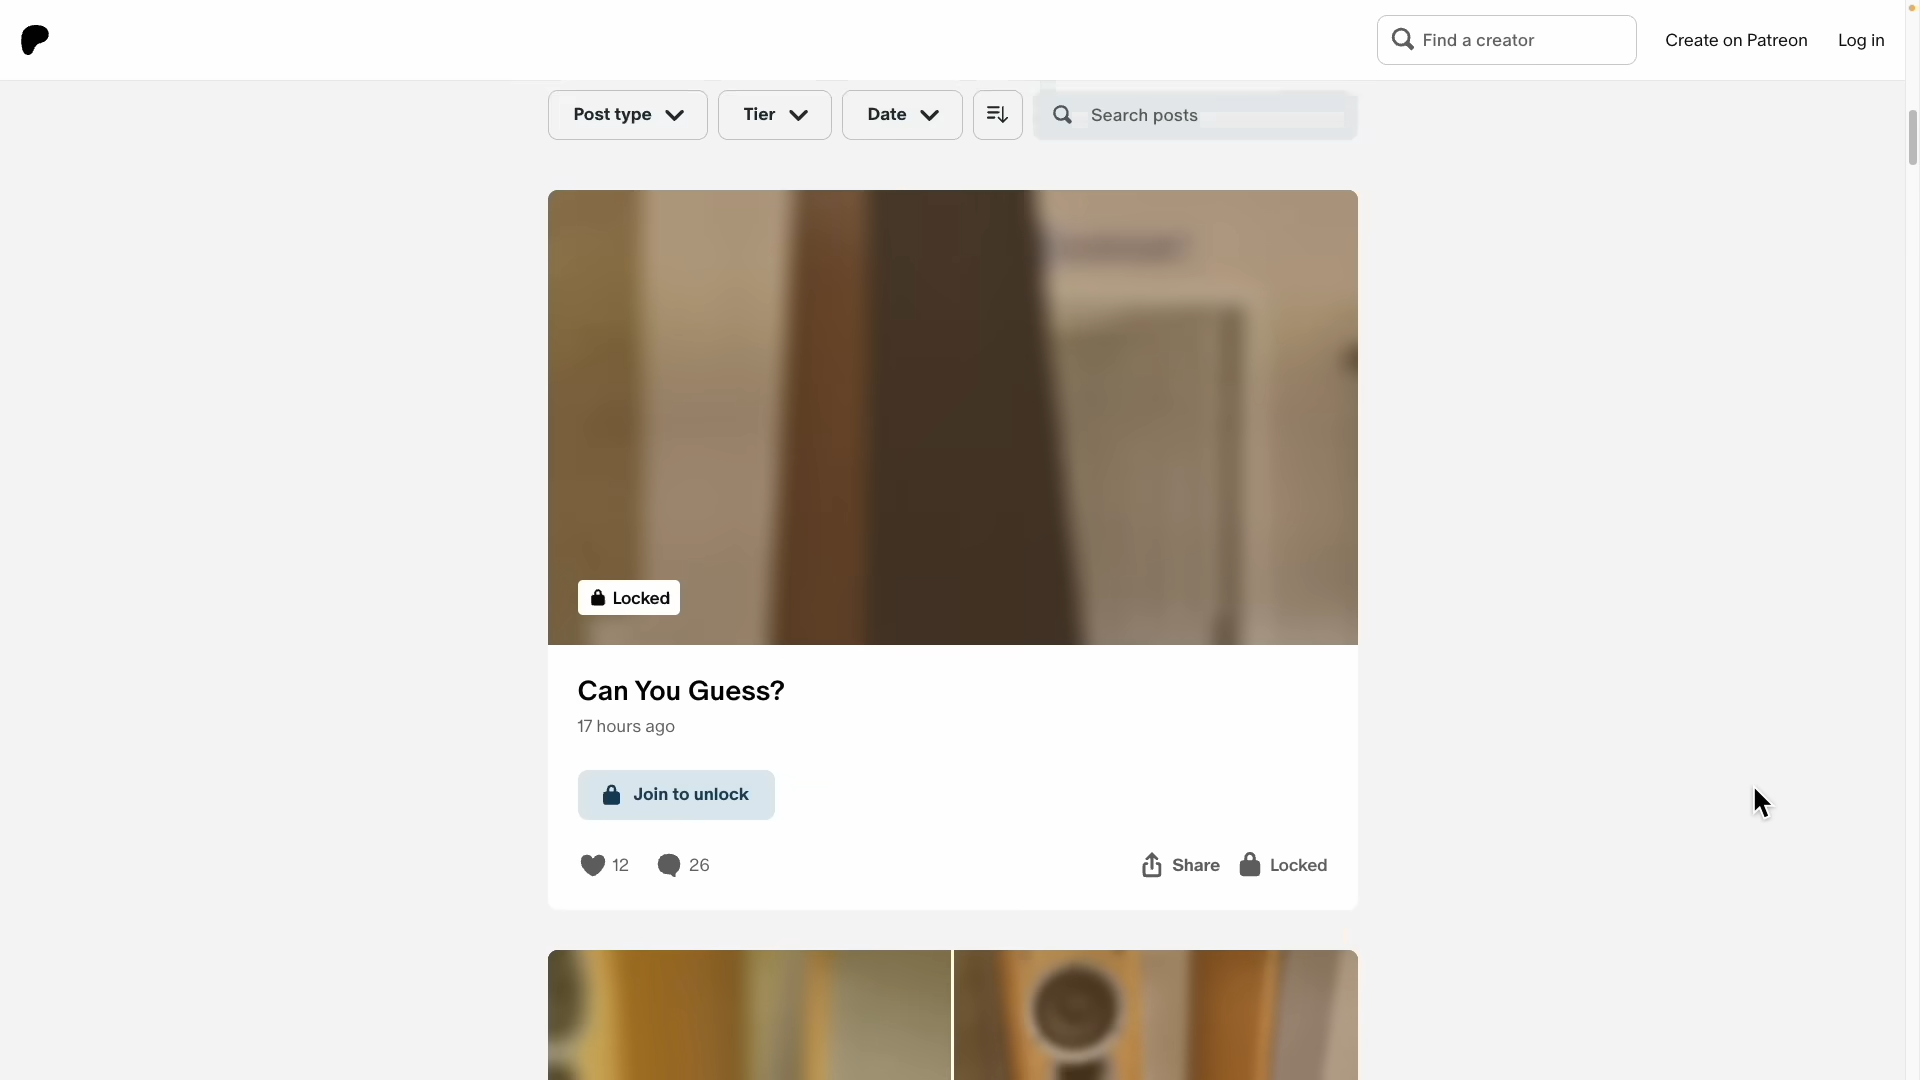 Find a creator
Create on Patreon
Log in
Post type
Tier
Date
Search posts
Locked
Can You Guess?
17 hours ago
Join to unlock
12
26
Share
Locked